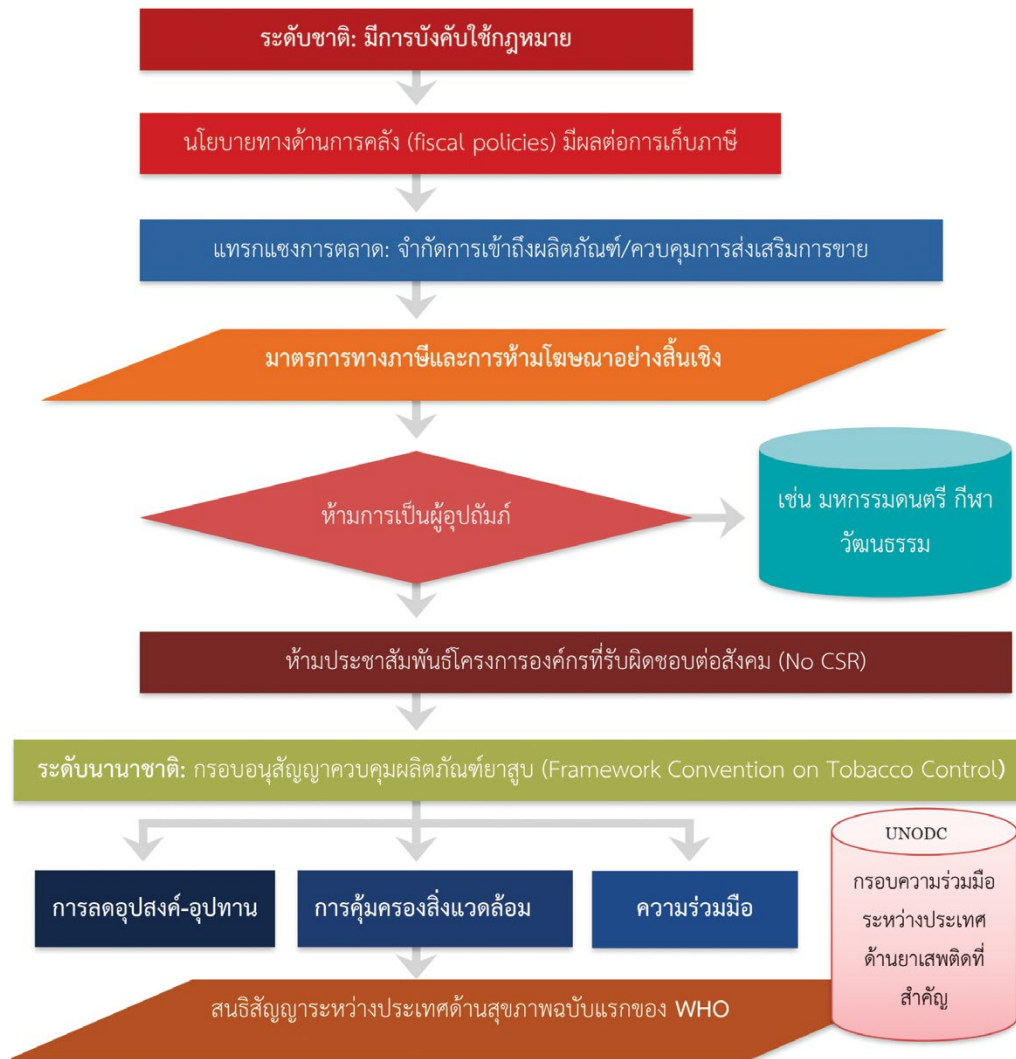 ระดับชาติ: มีการบังคับใช้กฎหมาย
นโยบายทางด้านการคลัง (fiscal policies) มีผลต่อการเก็บภาษี
แทรกแซงการตลาด: จำกัดการเข้าถึงผลิตภัณฑ์/ควบคุมการส่งเสริมการขาย
มาตรการทางภาษีและการห้ามโฆษณาอย่างสิ้นเชิง
ห้ามการเป็นผู้อุปถัมภ์
เช่น มหกรรมดนตรี กีฬา
วัฒนธรรม
ห้ามประชาสัมพันธ์โครงการองค์กรที่รับผิดชอบต่อสังคม (No CSR)
ระดับนานาชาติ: กรอบอนุสัญญาควบคุมผลิตภัณฑ์ยาสูบ (Framework Convention on Tobacco Control)
การลดอุปสงค์-อุปทาน
การคุ้มครองสิ่งแวดล้อม
ความร่วมมือ
UNODC
กรอบความร่วมมือ
ระหว่างประเทศ
ด้านยาเสพติดที่
สำคัญ
สนธิสัญญาระหว่างประเทศด้านสุขภาพฉบับแรกของ WHO